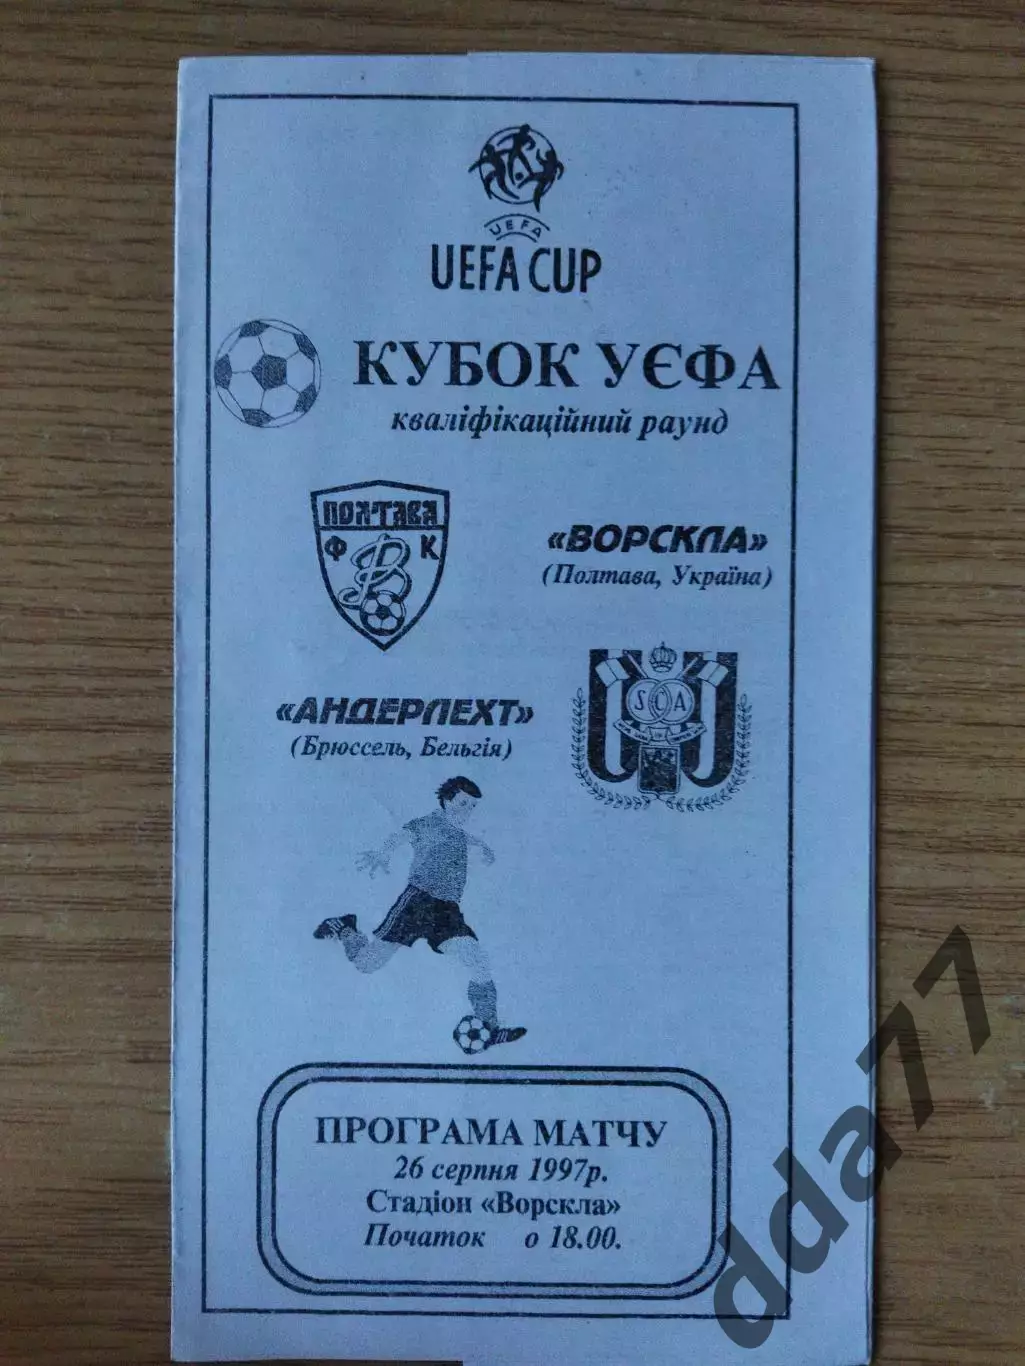 UEFA
UEFA CUP
КУБОК УЄФА
кваліфікаційний раунд
ПОЛТАВА
Ф К
«ВОРСКЛА»
(Полтава, Україна)
SCA
«АНДЕРЛЕХТ»
(Брюссель, Бельгія)
ПРОГРАМА МАТЧУ
26 серпня 1997р.
Стадіон «Ворскла»
Початок о 18.00.
dda77